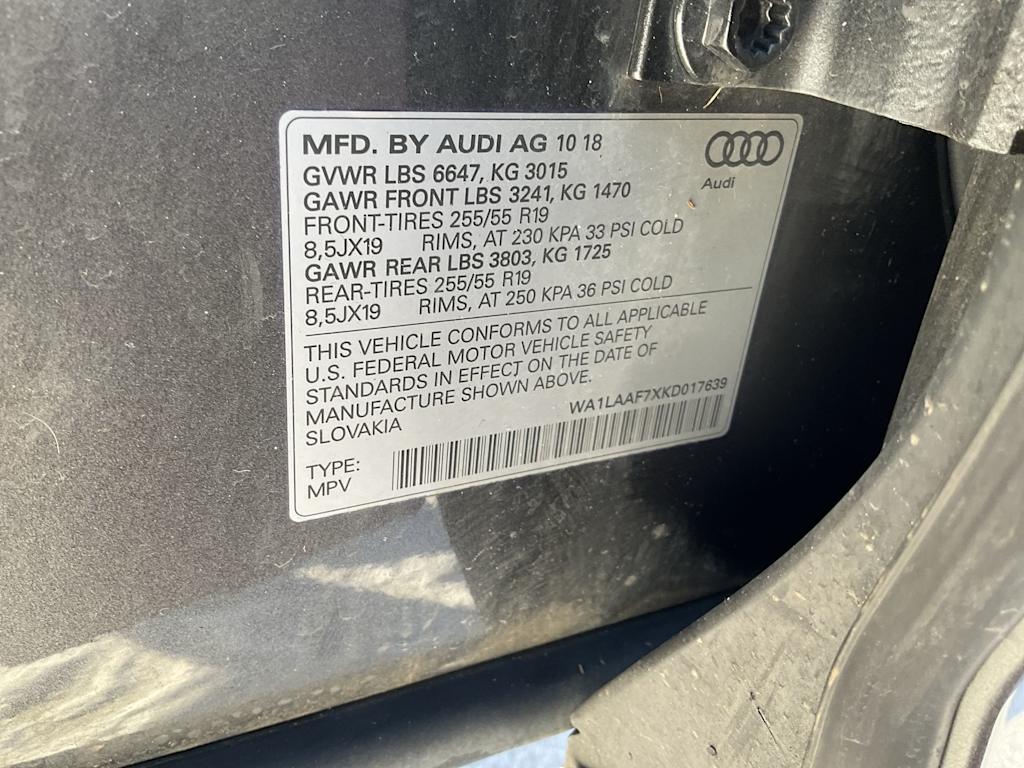 MFD. BY AUDI AG 10 18
Audi
GVWR LBS 6647, KG 3015
GAWR FRONT LBS 3241, KG 1470
FRONT-TIRES 255/55 R19
8,5JX19 RIMS, AT 230 KPA 33 PSI COLD
GAWR REAR LBS 3803, KG 1725
REAR-TIRES 255/55 R19
8,5JX19 RIMS, AT 250 KPA 36 PSI COLD
THIS VEHICLE CONFORMS TO ALL APPLICABLE
U.S. FEDERAL MOTOR VEHICLE SAFETY
STANDARDS IN EFFECT ON THE DATE OF
MANUFACTURE SHOWN ABOVE.
SLOVAKIA
WA1LAAF7XKD017639
TYPE:
MPV